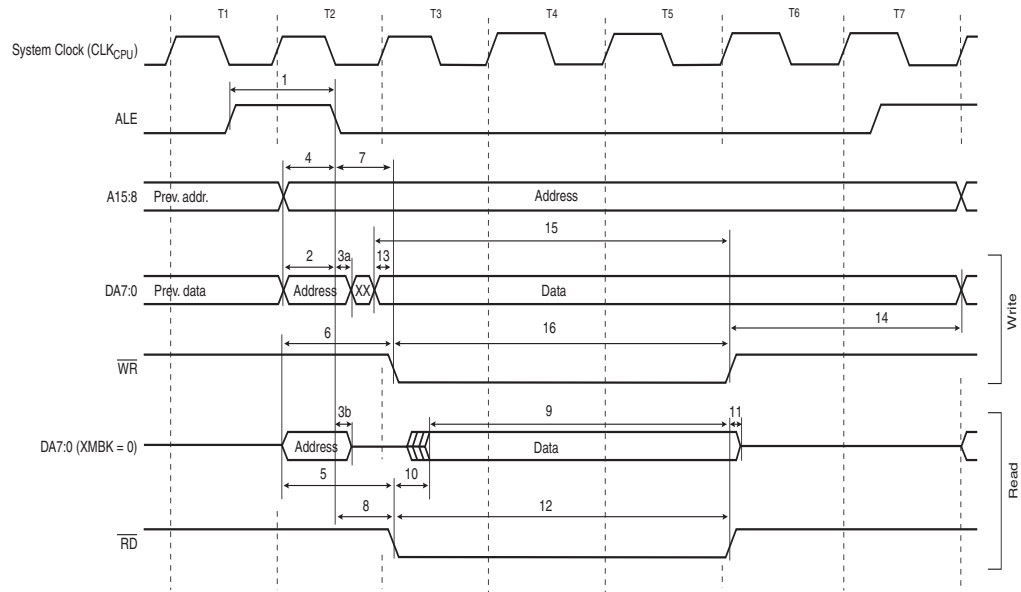 T1 T2 T3 T4 T5 T6 T7
System Clock (CLKCPU)
1
ALE
4 7
A15:8 Prev. addr. Address
15
2 3a 13
DA7:0 Prev. data Address XX Data
14
6 16
WR
Write
3b 9 11
DA7:0 (XMBK = 0) Address Data
5 10
8 12
RD
Read